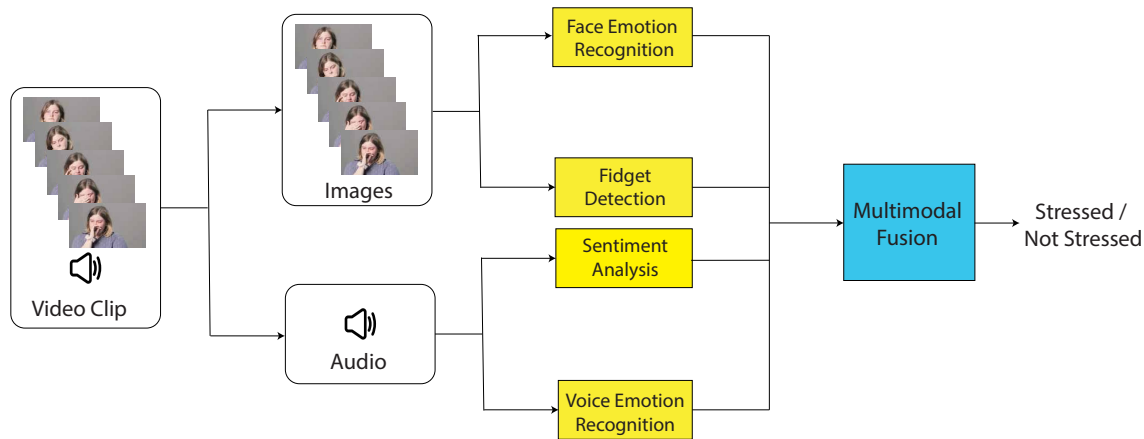 Video Clip
Images
Audio
Face Emotion
Recognition
Fidget
Detection
Sentiment
Analysis
Voice Emotion
Recognition
Multimodal
Fusion
Stressed /
Not Stressed